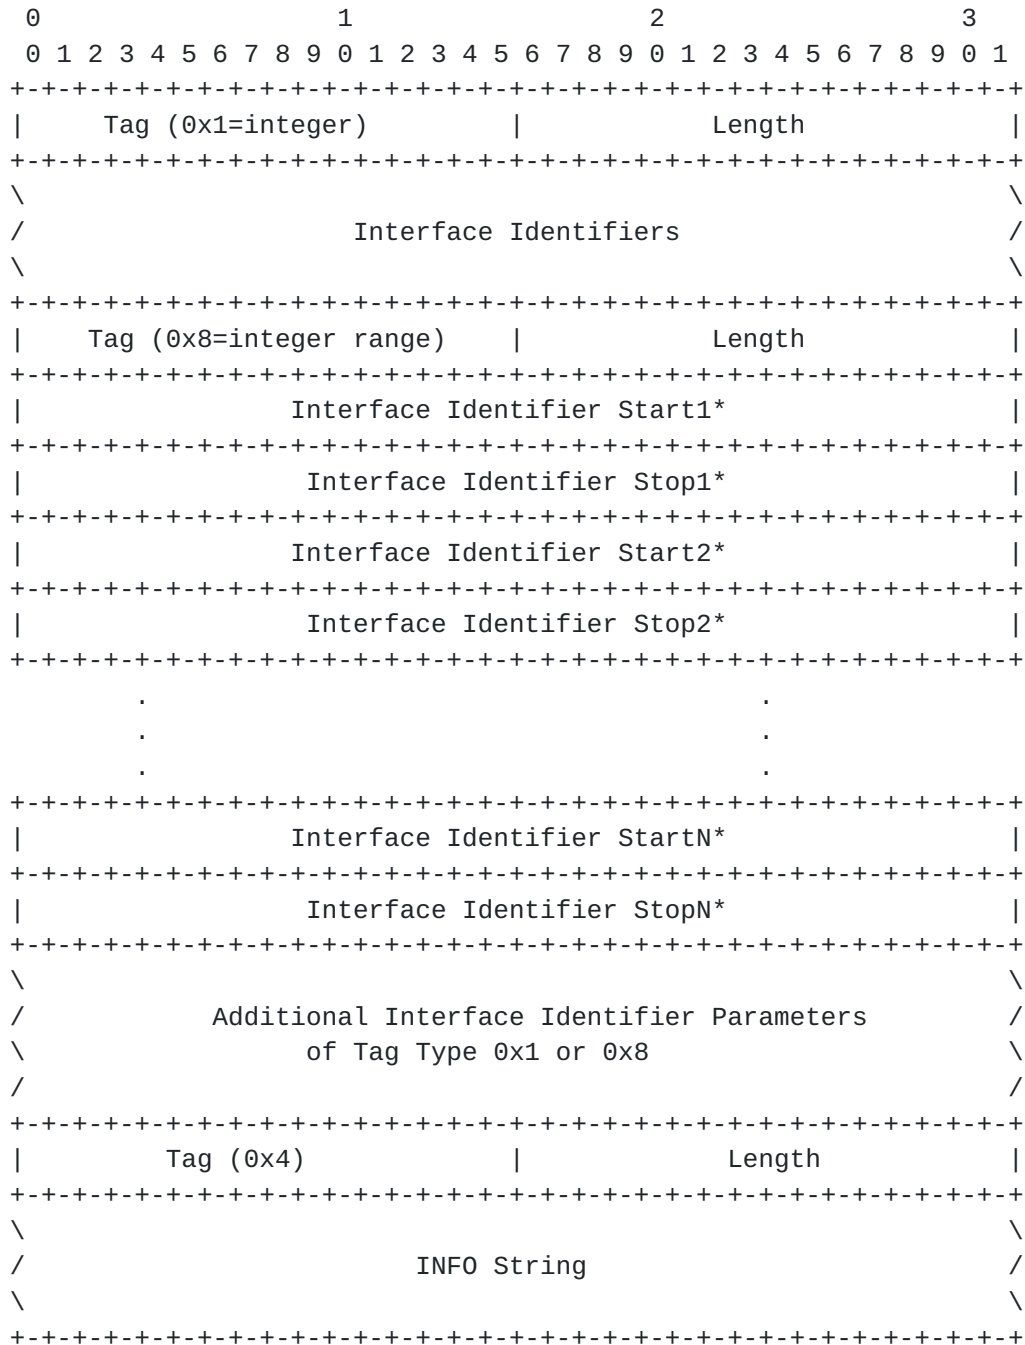 0                   1                   2                   3
 0 1 2 3 4 5 6 7 8 9 0 1 2 3 4 5 6 7 8 9 0 1 2 3 4 5 6 7 8 9 0 1
+-+-+-+-+-+-+-+-+-+-+-+-+-+-+-+-+-+-+-+-+-+-+-+-+-+-+-+-+-+-+-+-+
|     Tag (0x1=integer)         |            Length             |
+-+-+-+-+-+-+-+-+-+-+-+-+-+-+-+-+-+-+-+-+-+-+-+-+-+-+-+-+-+-+-+-+
\                                                               \
/                     Interface Identifiers                     /
\                                                               \
+-+-+-+-+-+-+-+-+-+-+-+-+-+-+-+-+-+-+-+-+-+-+-+-+-+-+-+-+-+-+-+-+
|    Tag (0x8=integer range)    |            Length             |
+-+-+-+-+-+-+-+-+-+-+-+-+-+-+-+-+-+-+-+-+-+-+-+-+-+-+-+-+-+-+-+-+
|                 Interface Identifier Start1*                  |
+-+-+-+-+-+-+-+-+-+-+-+-+-+-+-+-+-+-+-+-+-+-+-+-+-+-+-+-+-+-+-+-+
|                  Interface Identifier Stop1*                  |
+-+-+-+-+-+-+-+-+-+-+-+-+-+-+-+-+-+-+-+-+-+-+-+-+-+-+-+-+-+-+-+-+
|                 Interface Identifier Start2*                  |
+-+-+-+-+-+-+-+-+-+-+-+-+-+-+-+-+-+-+-+-+-+-+-+-+-+-+-+-+-+-+-+-+
|                  Interface Identifier Stop2*                  |
+-+-+-+-+-+-+-+-+-+-+-+-+-+-+-+-+-+-+-+-+-+-+-+-+-+-+-+-+-+-+-+-+
        .                                       .
        .                                       .
        .                                       .
+-+-+-+-+-+-+-+-+-+-+-+-+-+-+-+-+-+-+-+-+-+-+-+-+-+-+-+-+-+-+-+-+
|                 Interface Identifier StartN*                  |
+-+-+-+-+-+-+-+-+-+-+-+-+-+-+-+-+-+-+-+-+-+-+-+-+-+-+-+-+-+-+-+-+
|                  Interface Identifier StopN*                  |
+-+-+-+-+-+-+-+-+-+-+-+-+-+-+-+-+-+-+-+-+-+-+-+-+-+-+-+-+-+-+-+-+
\                                                               \
/            Additional Interface Identifier Parameters         /
\                  of Tag Type 0x1 or 0x8                       \
/                                                               /
+-+-+-+-+-+-+-+-+-+-+-+-+-+-+-+-+-+-+-+-+-+-+-+-+-+-+-+-+-+-+-+-+
|         Tag (0x4)             |             Length            |
+-+-+-+-+-+-+-+-+-+-+-+-+-+-+-+-+-+-+-+-+-+-+-+-+-+-+-+-+-+-+-+-+
\                                                               \
/                         INFO String                           /
\                                                               \
+-+-+-+-+-+-+-+-+-+-+-+-+-+-+-+-+-+-+-+-+-+-+-+-+-+-+-+-+-+-+-+-+